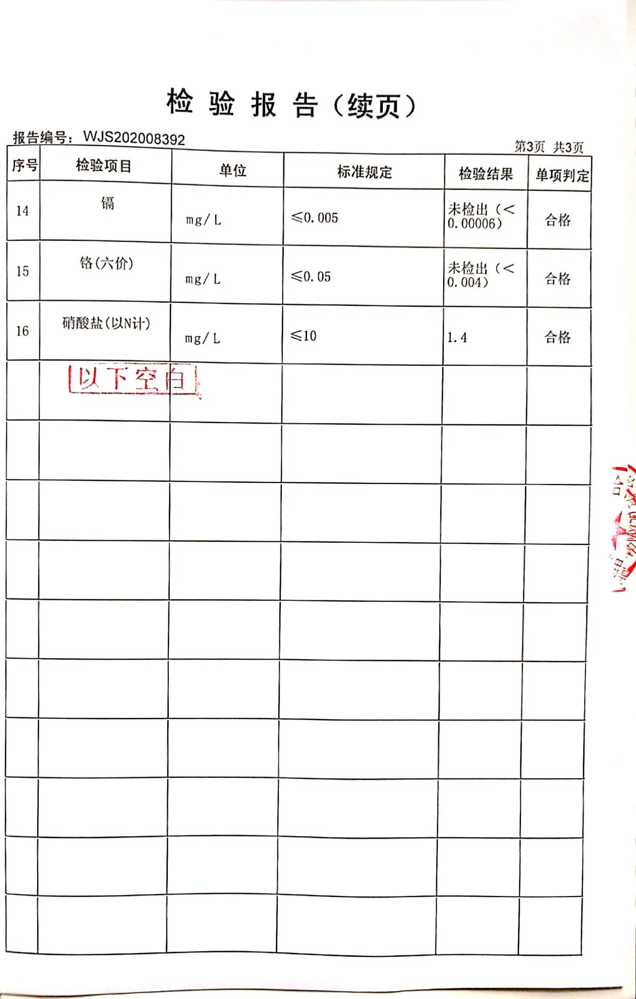 检验报告（续页）
报告编号：WJS202008392
第3页 共3页
序号 检验项目 单位 标准规定 检验结果 单项判定
14 镉 mg/L ≤0.005 未检出（<
0.00006） 合格
15 铬(六价) mg/L ≤0.05 未检出（<
0.004） 合格
16 硝酸盐(以N计) mg/L ≤10 1.4 合格
以下空白